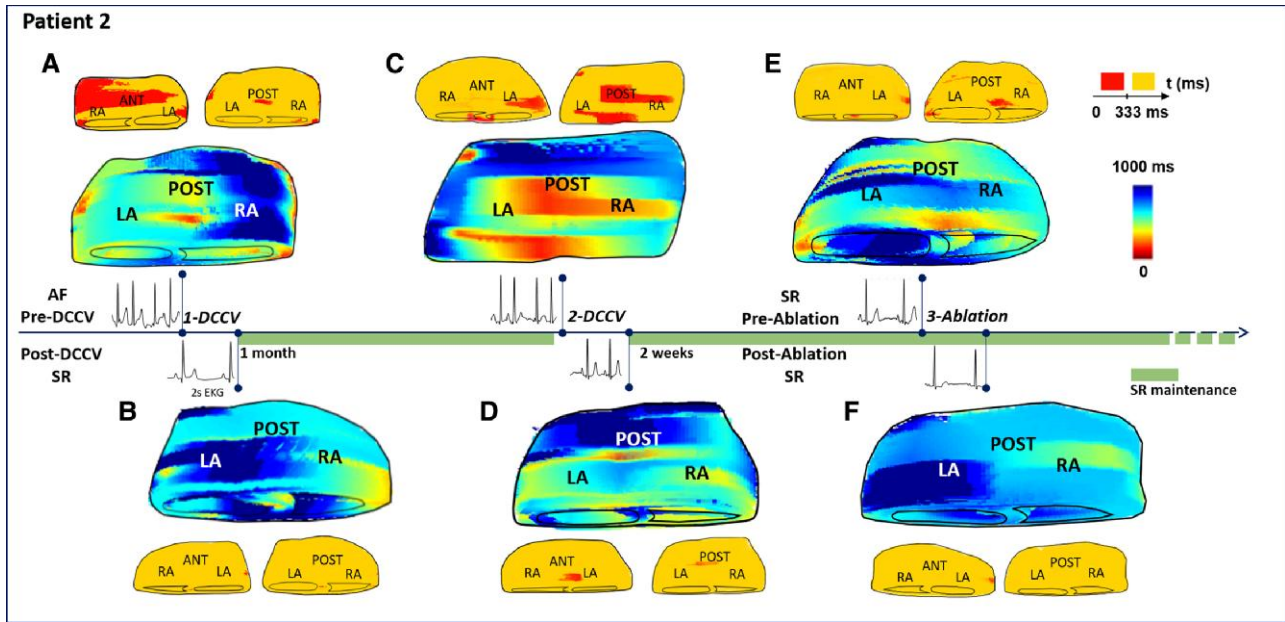 Patient 2
A
C
E
ANT
RA
LA
POST
LA
RA
ANT
RA
LA
POST
LA
RA
ANT
RA
LA
POST
LA
RA
t (ms)
0 333 ms
POST
LA
RA
POST
LA
RA
POST
LA
RA
1000 ms
0
AF
Pre-DCCV
1-DCCV
2-DCCV
SR
Pre-Ablation
3-Ablation
Post-DCCV
SR
1 month
2s EKG
2 weeks
Post-Ablation
SR
SR maintenance
B
D
F
POST
LA
RA
POST
LA
RA
POST
LA
RA
ANT
RA
LA
POST
LA
RA
ANT
RA
LA
POST
LA
RA
ANT
RA
LA
POST
LA
RA